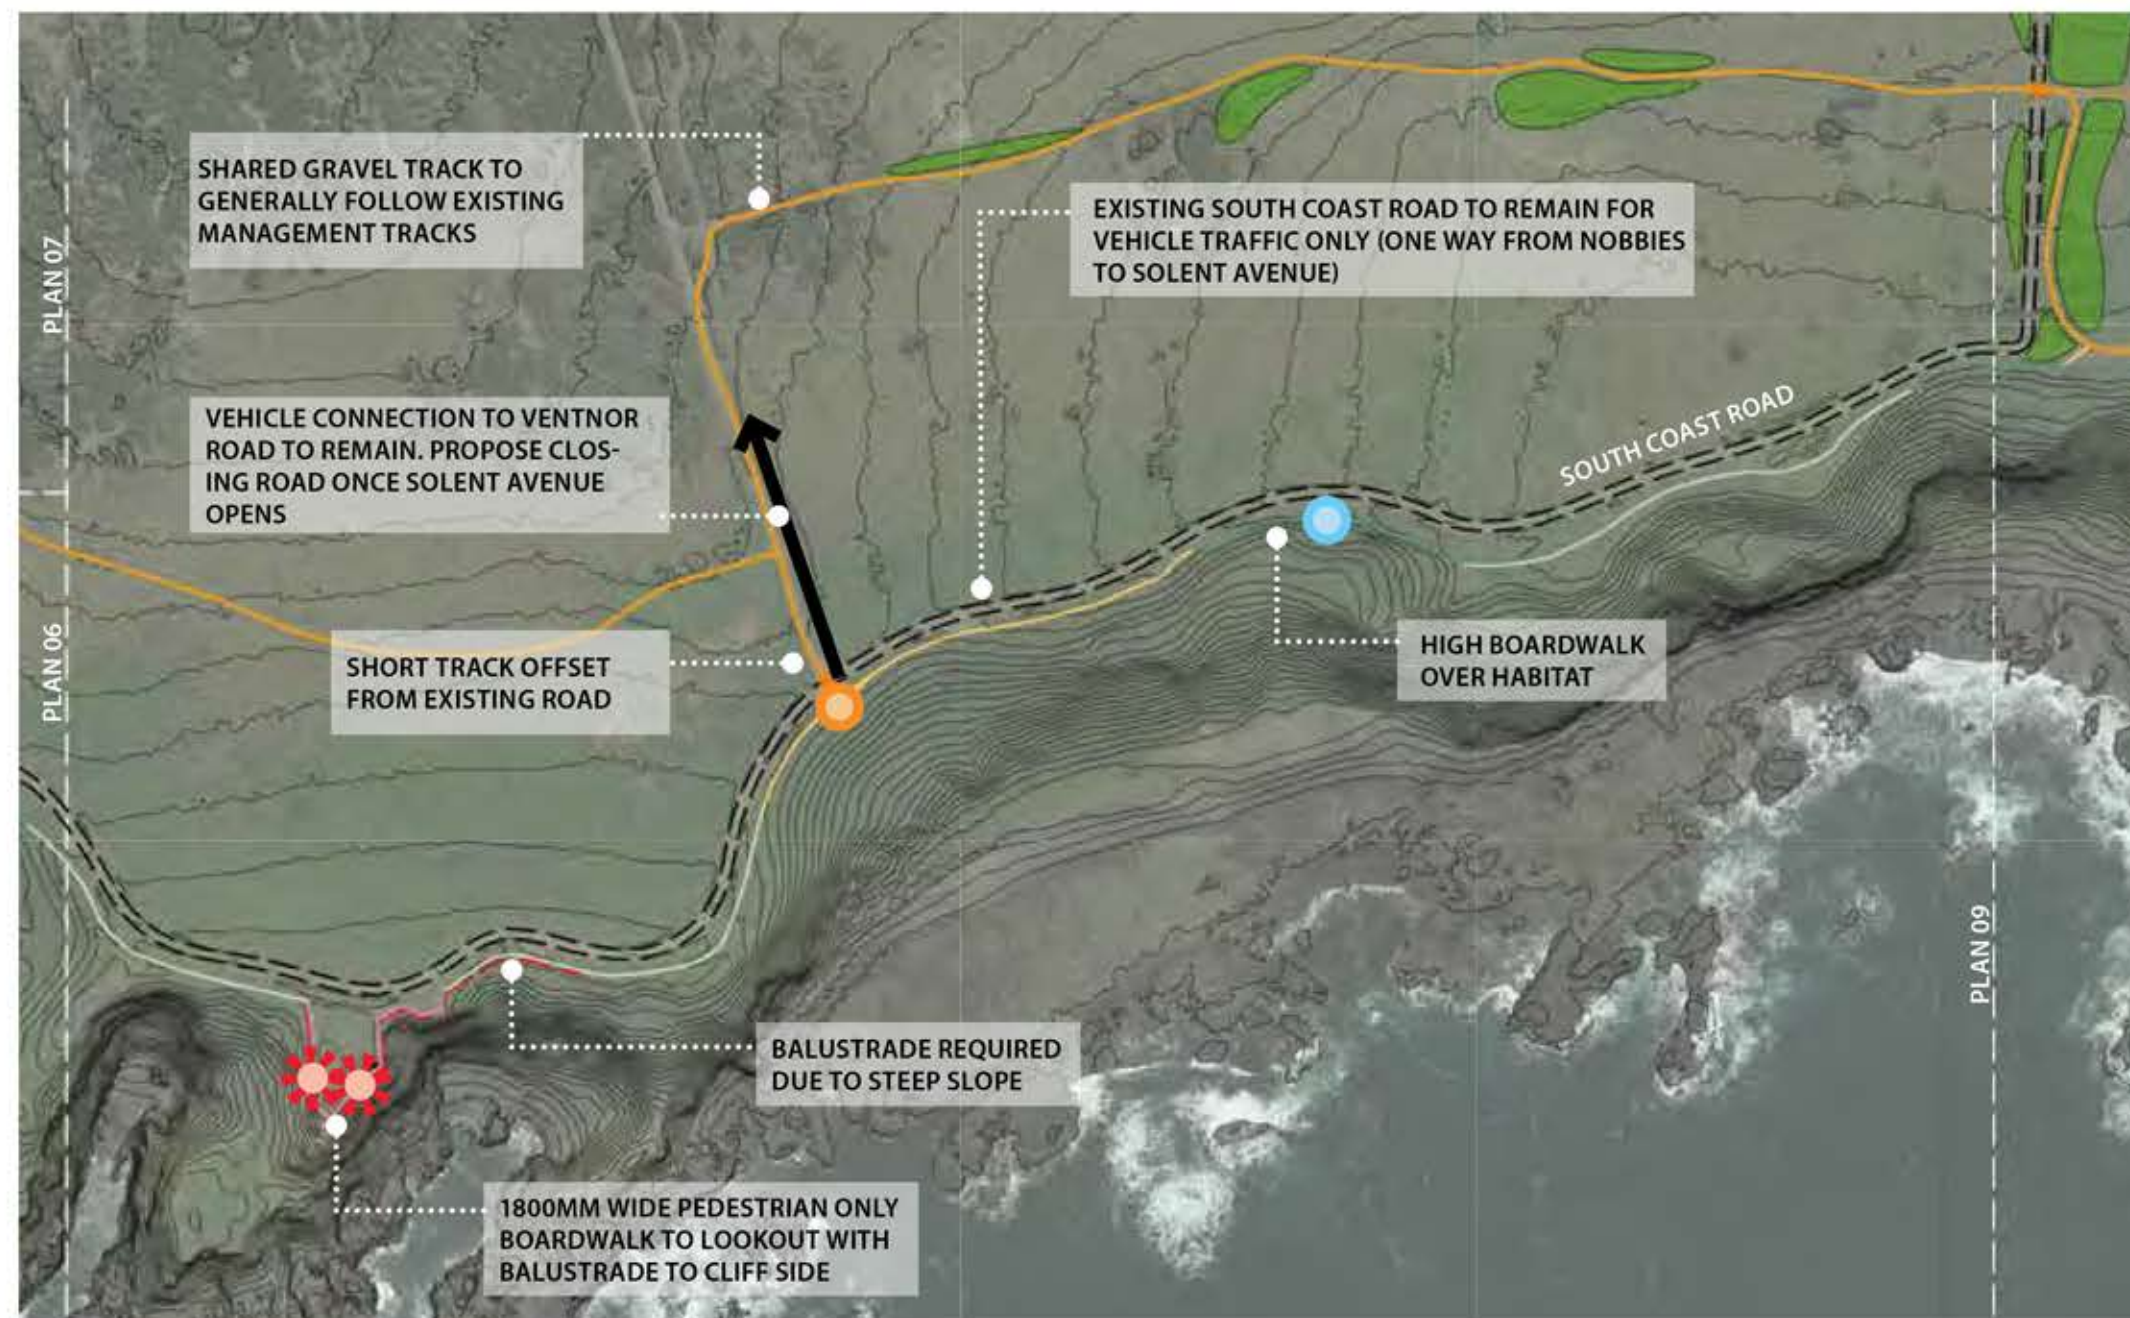 SHARED GRAVEL TRACK TO
GENERALLY FOLLOW EXISTING
MANAGEMENT TRACKS
EXISTING SOUTH COAST ROAD TO REMAIN FOR
VEHICLE TRAFFIC ONLY (ONE WAY FROM NOBBIES
TO SOLENT AVENUE)
PLAN 07
VEHICLE CONNECTION TO VENTNOR
ROAD TO REMAIN. PROPOSE CLOS-
ING ROAD ONCE SOLENT AVENUE
OPENS
SOUTH COAST ROAD
PLAN 06
SHORT TRACK OFFSET
FROM EXISTING ROAD
HIGH BOARDWALK
OVER HABITAT
PLAN 09
BALUSTRADE REQUIRED
DUE TO STEEP SLOPE
1800MM WIDE PEDESTRIAN ONLY
BOARDWALK TO LOOKOUT WITH
BALUSTRADE TO CLIFF SIDE